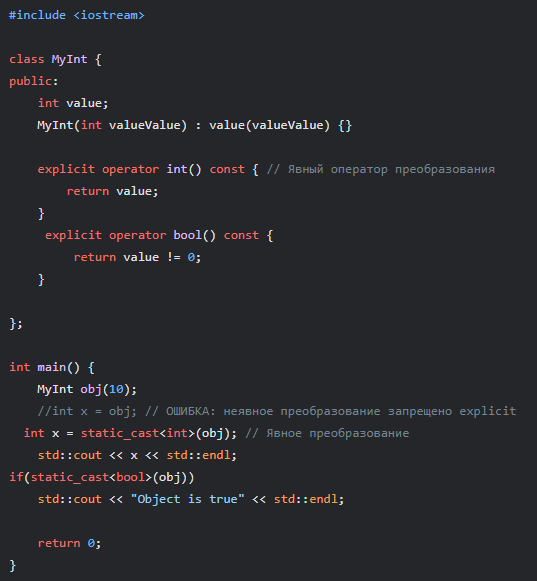 #include <iostream>

class MyInt {
public:
    int value;
    MyInt(int valueValue) : value(valueValue) {}

    explicit operator int() const { // Явный оператор преобразования
        return value;
    }
     explicit operator bool() const {
         return value != 0;
    }

};

int main() {
    MyInt obj(10);
    //int x = obj; // ОШИБКА: неявное преобразование запрещено explicit
  int x = static_cast<int>(obj); // Явное преобразование
    std::cout << x << std::endl;
if(static_cast<bool>(obj))
    std::cout << "Object is true" << std::endl;

    return 0;
}